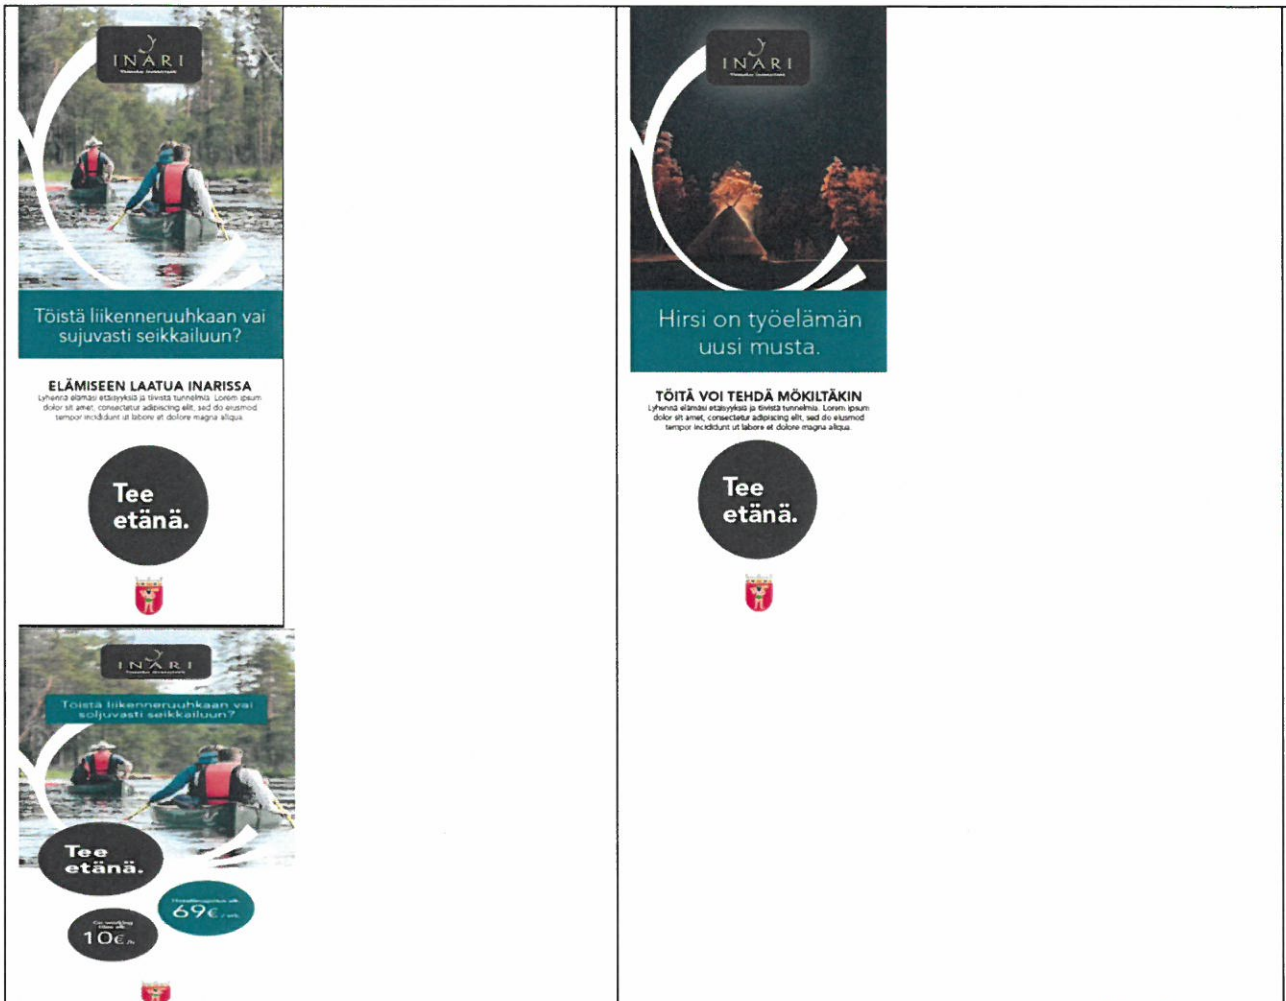 INARI
Töistä liikenneruuhkaan vai
sujuvasti seikkailuun?
ELÄMISEEN LAATUA INARISSA
Lyhennä elämäsi etäisyyksiä ja tiivistä tunnelmia. Lorem ipsum
dolor sit amet, consectetur adipiscing elit, sed do eiusmod
tempor incididunt ut labore et dolore magna aliqua.
Tee
etänä.
INARI
Töistä liikenneruuhkaan vai
soljuvasti seikkailuun?
Tee
etänä.
69€
Co-working
10€
INARI
Hirsi on työelämän
uusi musta.
TÖITÄ VOI TEHDÄ MÖKILTÄKIN
Lyhennä elämäsi etäisyyksiä ja tiivistä tunnelmia. Lorem ipsum
dolor sit amet, consectetur adipiscing elit, sed do eiusmod
tempor incididunt ut labore et dolore magna aliqua.
Tee
etänä.